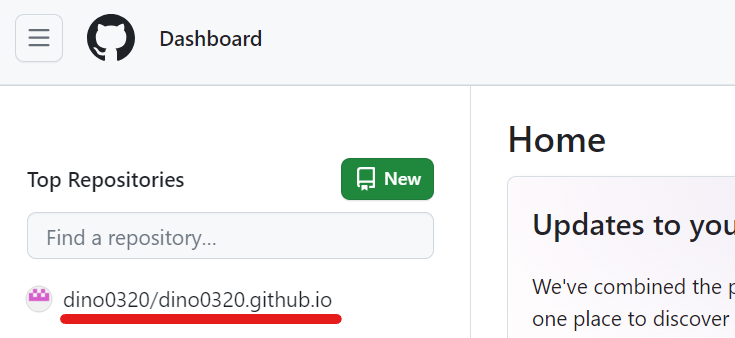 Dashboard
Home
Top Repositories
New
Find a repository...
dino0320/dino0320.github.io
Updates to you
We've combined the p
one place to discover